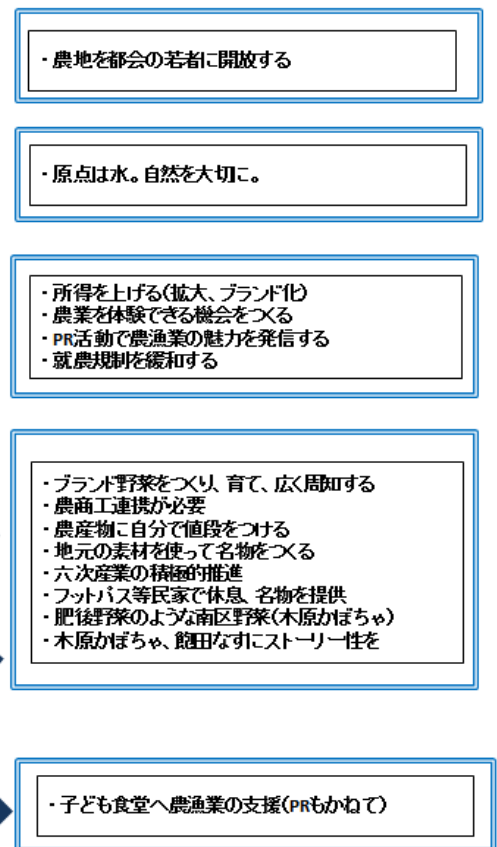 ・農地を都会の若者に開放する
・原点は水。自然を大切に。
・所得を上げる(拡大、ブランド化)
・農業を体験できる機会をつくる
・PR活動で農漁業の魅力を発信する
・就農規制を緩和する
・ブランド野菜をつくり、育て、広く周知する
・農商工連携が必要
・農産物に自分で値段をつける
・地元の素材を使って名物をつくる
・六次産業の積極的推進
・フットパス等民家で休息、名物を提供
・肥後野菜のような南区野菜(木原かぼちゃ)
・木原かぼちゃ、飽田なすにストーリー性を
・子ども食堂へ農漁業の支援(PRもかねて)